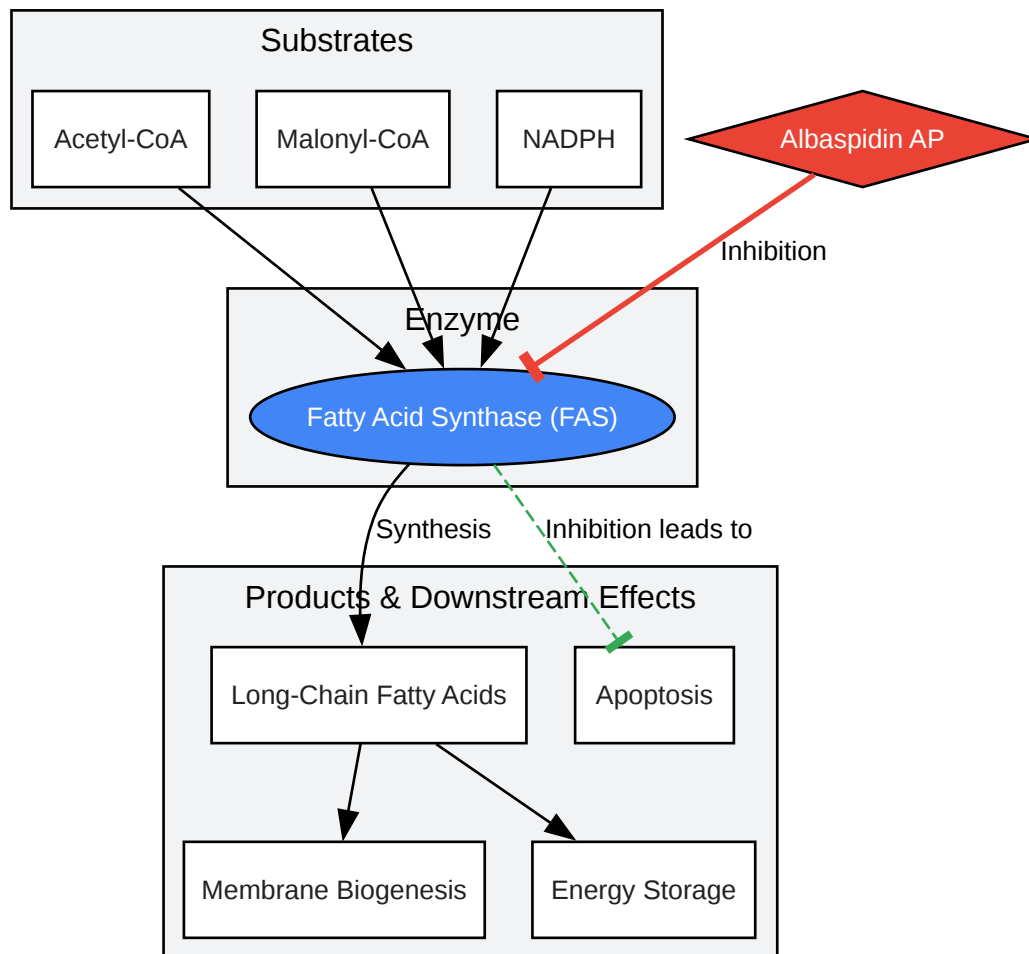 Substrates
Acetyl-CoA
Malonyl-CoA
NADPH
Albaspidin AP
Inhibition
Enzyme
Fatty Acid Synthase (FAS)
Synthesis
Inhibition leads to
Products & Downstream Effects
Long-Chain Fatty Acids
Apoptosis
Membrane Biogenesis
Energy Storage